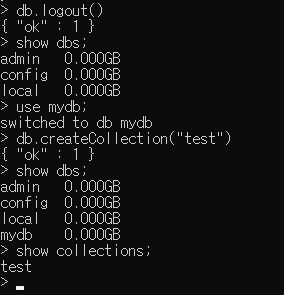 > db.logout()
{ "ok" : 1 }
> show dbs;
admin   0.000GB
config  0.000GB
local   0.000GB
> use mydb;
switched to db mydb
> db.createCollection("test")
{ "ok" : 1 }
> show dbs;
admin   0.000GB
config  0.000GB
local   0.000GB
mydb    0.000GB
> show collections;
test
>